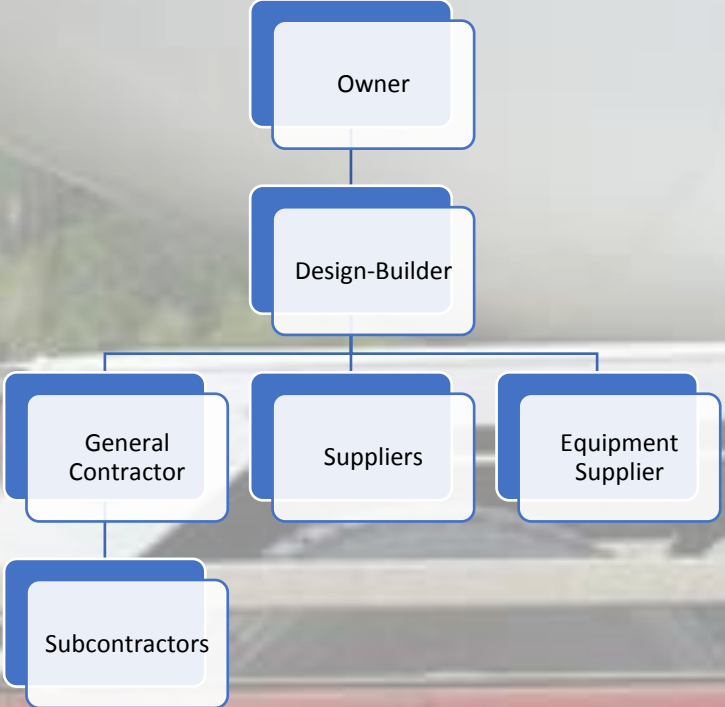 Owner
Design-Builder
General
Contractor
Suppliers
Equipment
Supplier
Subcontractors